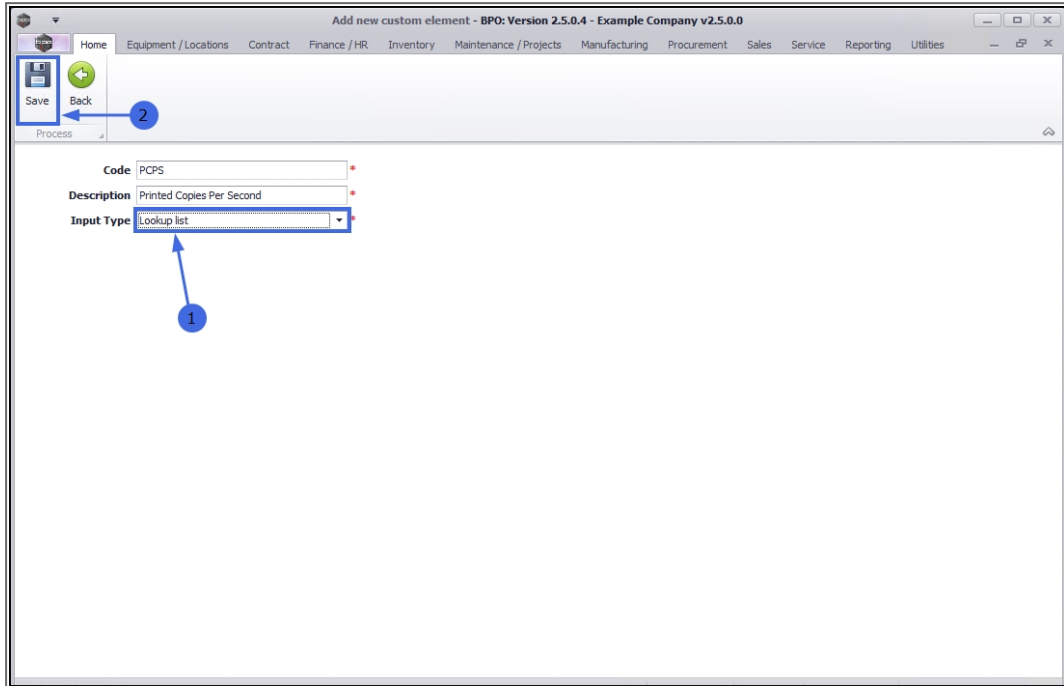 Add new custom element - BPO: Version 2.5.0.4 - Example Company v2.5.0.0
Home Equipment / Locations Contract Finance / HR Inventory Maintenance / Projects Manufacturing Procurement Sales Service Reporting Utilities
Save Back
2
Process
Code PCPS *
Description Printed Copies Per Second *
Input Type Lookup list *
1